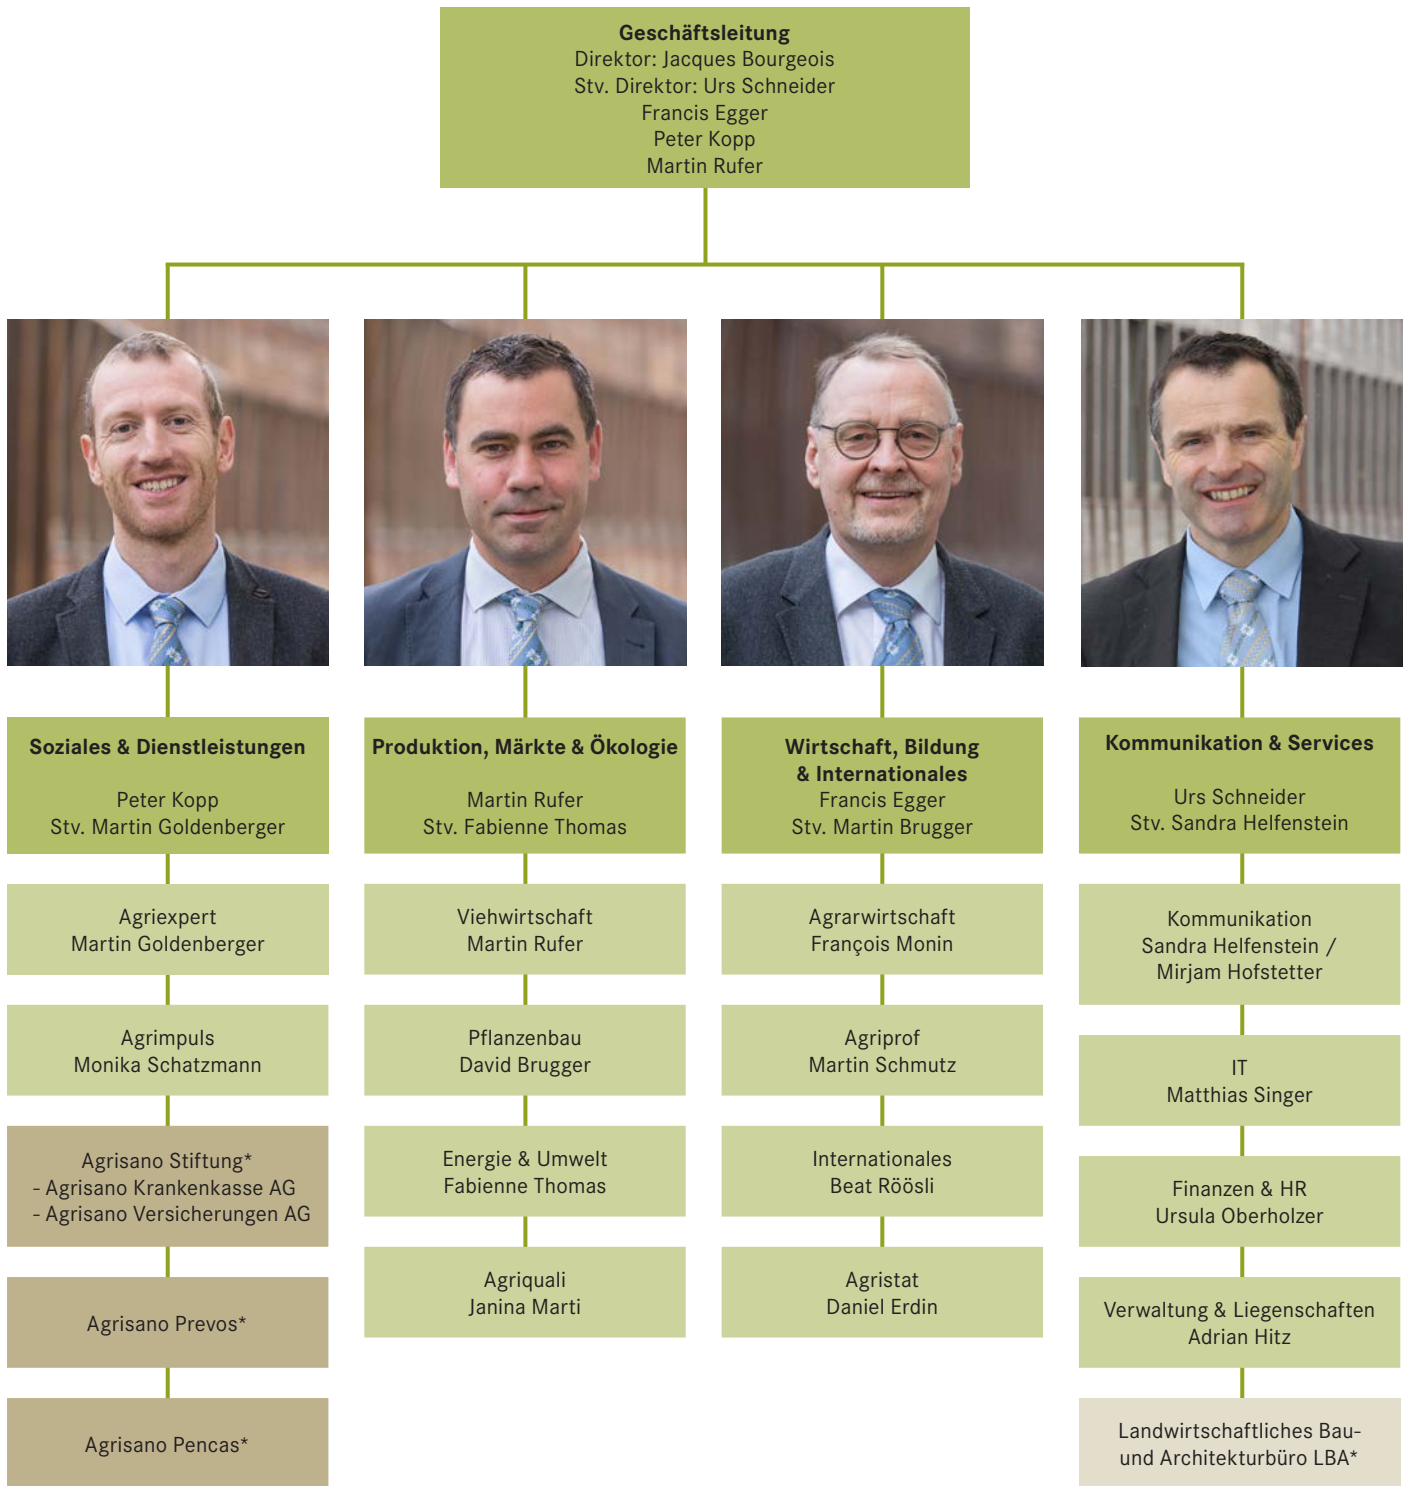 Geschäftsleitung
Direktor: Jacques Bourgeois
Stv. Direktor: Urs Schneider
Francis Egger
Peter Kopp
Martin Rufer
Soziales & Dienstleistungen
Peter Kopp
Stv. Martin Goldenberger
Agriexpert
Martin Goldenberger
Agrimpuls
Monika Schatzmann
Agrisano Stiftung*
- Agrisano Krankenkasse AG
- Agrisano Versicherungen AG
Agrisano Prevos*
Agrisano Pencas*
Produktion, Märkte & Ökologie
Martin Rufer
Stv. Fabienne Thomas
Viehwirtschaft
Martin Rufer
Pflanzenbau
David Brugger
Energie & Umwelt
Fabienne Thomas
Agriquali
Janina Marti
Wirtschaft, Bildung
& Internationales
Francis Egger
Stv. Martin Brugger
Agrarwirtschaft
François Monin
Agriprof
Martin Schmutz
Internationales
Beat Röösli
Agristat
Daniel Erdin
Kommunikation & Services
Urs Schneider
Stv. Sandra Helfenstein
Kommunikation
Sandra Helfenstein /
Mirjam Hofstetter
IT
Matthias Singer
Finanzen & HR
Ursula Oberholzer
Verwaltung & Liegenschaften
Adrian Hitz
Landwirtschaftliches Bau-
und Architekturbüro LBA*